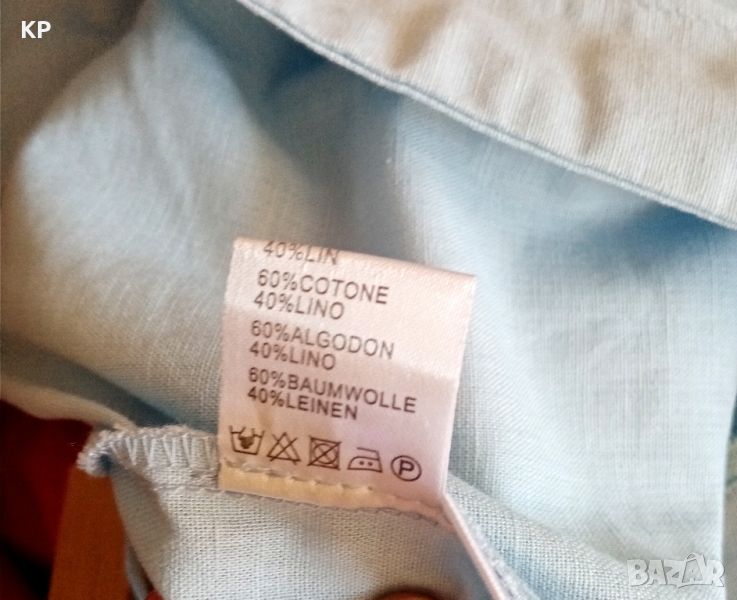 KP
40%LIN
60%COTONE
40%LINO
60%ALGODON
40%LINO
60%BAUMWOLLE
40%LEINEN
P
BAZAR